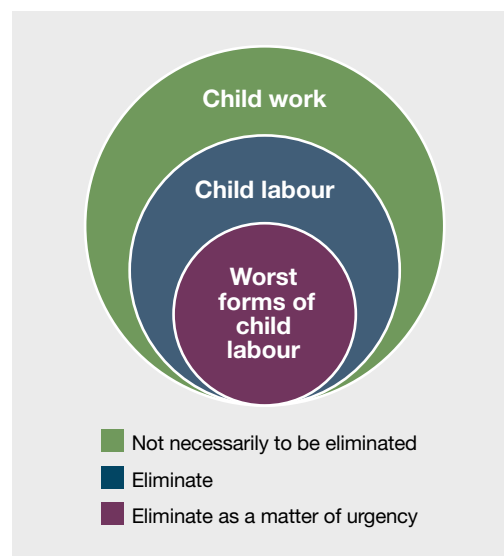 Child work
Child labour
Worst
forms of
child
labour
Not necessarily to be eliminated
Eliminate
Eliminate as a matter of urgency